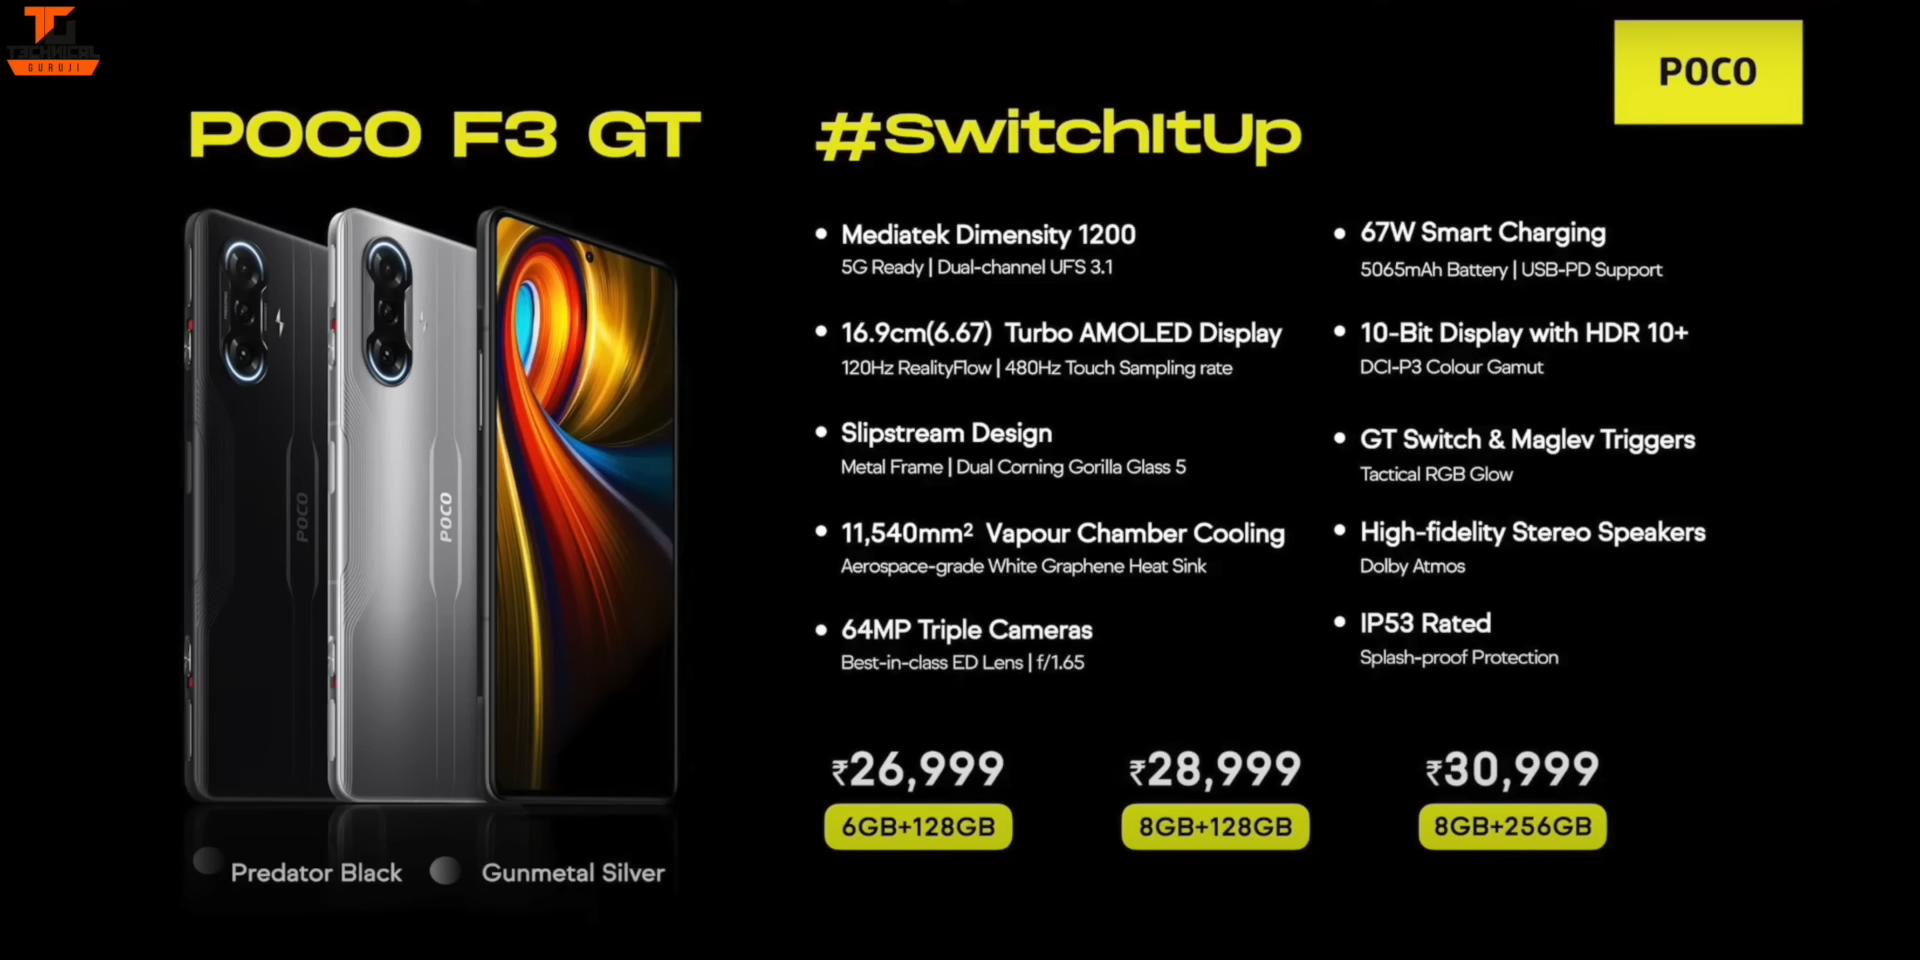 TECHNICAL
GURUJI
POCO
POCO F3 GT
#SwitchItUp
Mediatek Dimensity 1200
5G Ready | Dual-channel UFS 3.1
16.9cm(6.67) Turbo AMOLED Display
120Hz RealityFlow | 480Hz Touch Sampling rate
Slipstream Design
Metal Frame | Dual Corning Gorilla Glass 5
11,540mm² Vapour Chamber Cooling
Aerospace-grade White Graphene Heat Sink
64MP Triple Cameras
Best-in-class ED Lens | f/1.65
67W Smart Charging
5065mAh Battery | USB-PD Support
10-Bit Display with HDR 10+
DCI-P3 Colour Gamut
GT Switch & Maglev Triggers
Tactical RGB Glow
High-fidelity Stereo Speakers
Dolby Atmos
IP53 Rated
Splash-proof Protection
POCO
POCO
₹26,999
6GB+128GB
₹28,999
8GB+128GB
₹30,999
8GB+256GB
Predator Black
Gunmetal Silver